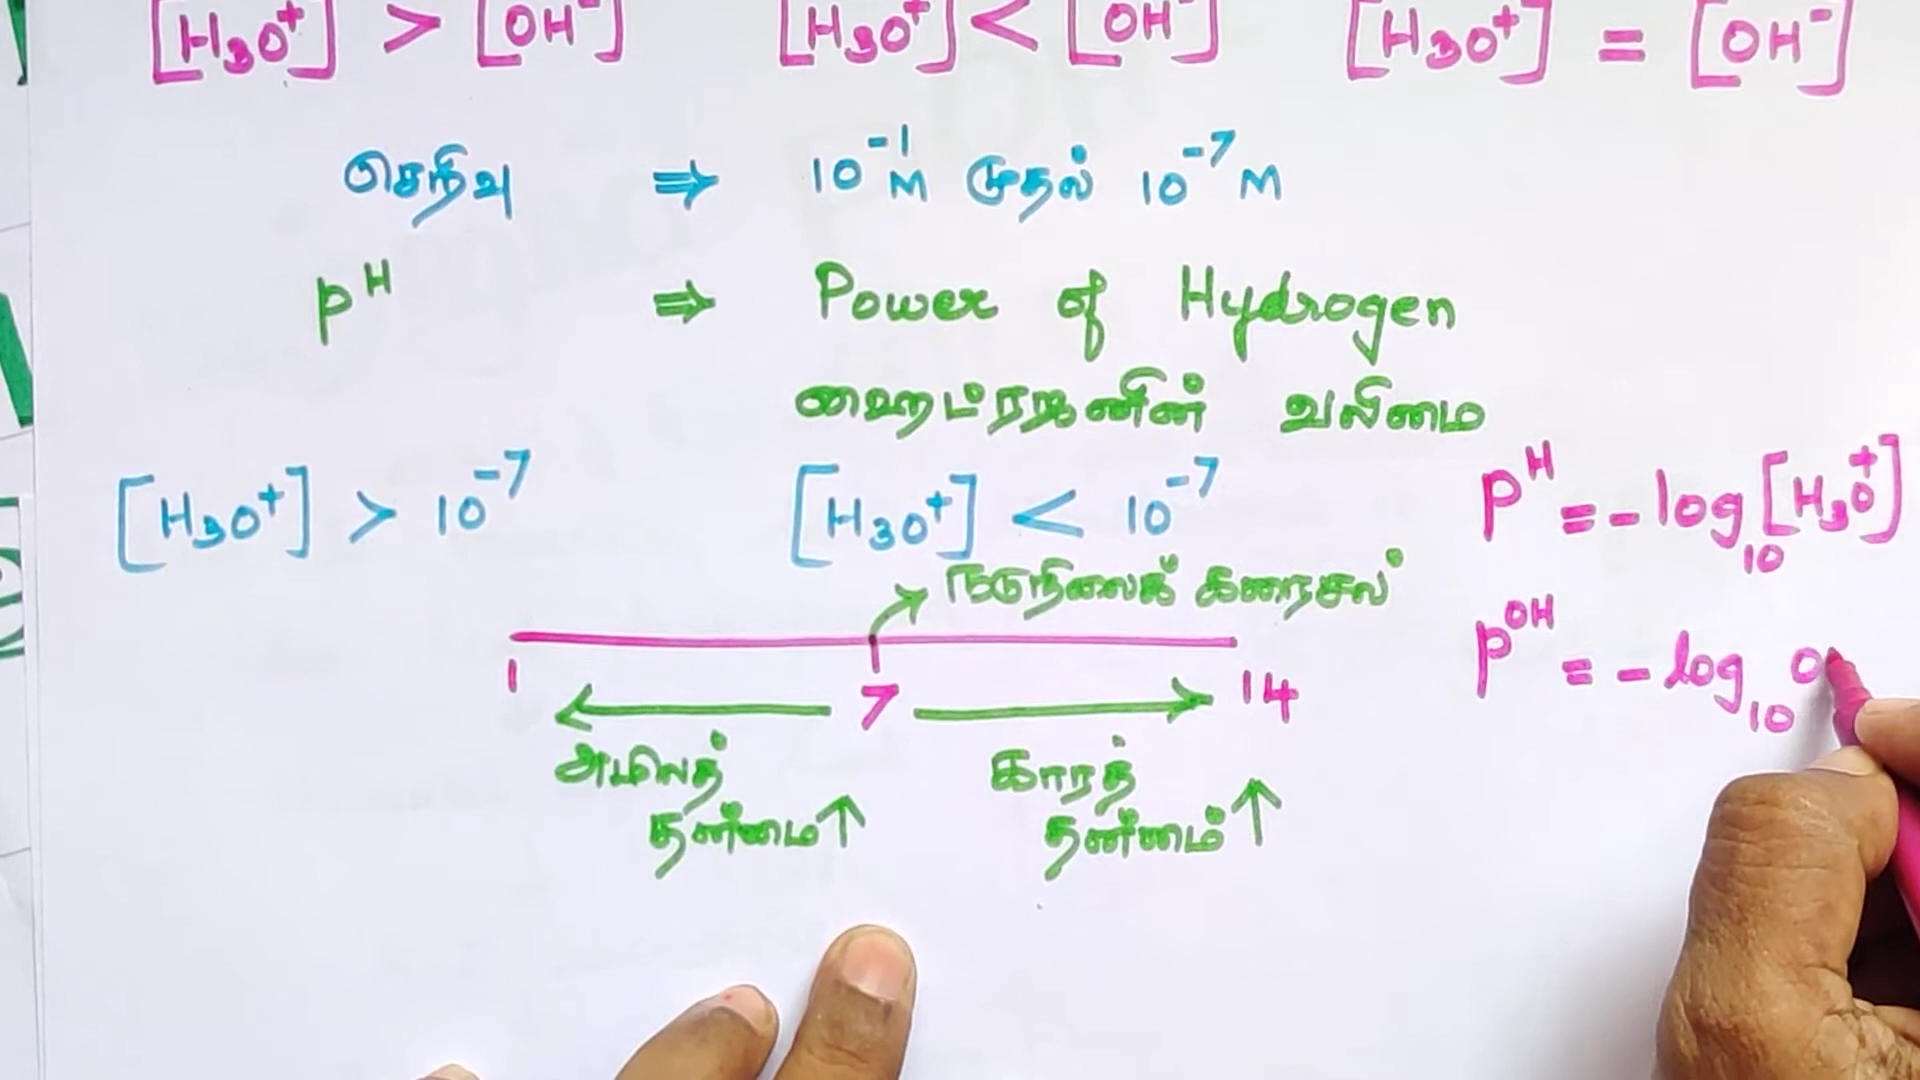 [H₃O⁺] > [OH⁻] [H₃O⁺] < [OH⁻] [H₃O⁺] = [OH⁻]
செறிவு ⇒ 10⁻¹ M முதல் 10⁻⁷ M
pᴴ ⇒ Power of Hydrogen
ஹைட்ரஜனின் வலிமை
[H₃O⁺] > 10⁻⁷ [H₃O⁺] < 10⁻⁷ pᴴ = - log₁₀ [H₃O⁺]
நடுநிலைக் கரைசல்
pᴼᴴ = - log₁₀ O
1 7 14
அமிலத் காரத்
தன்மை↑ தன்மை↑